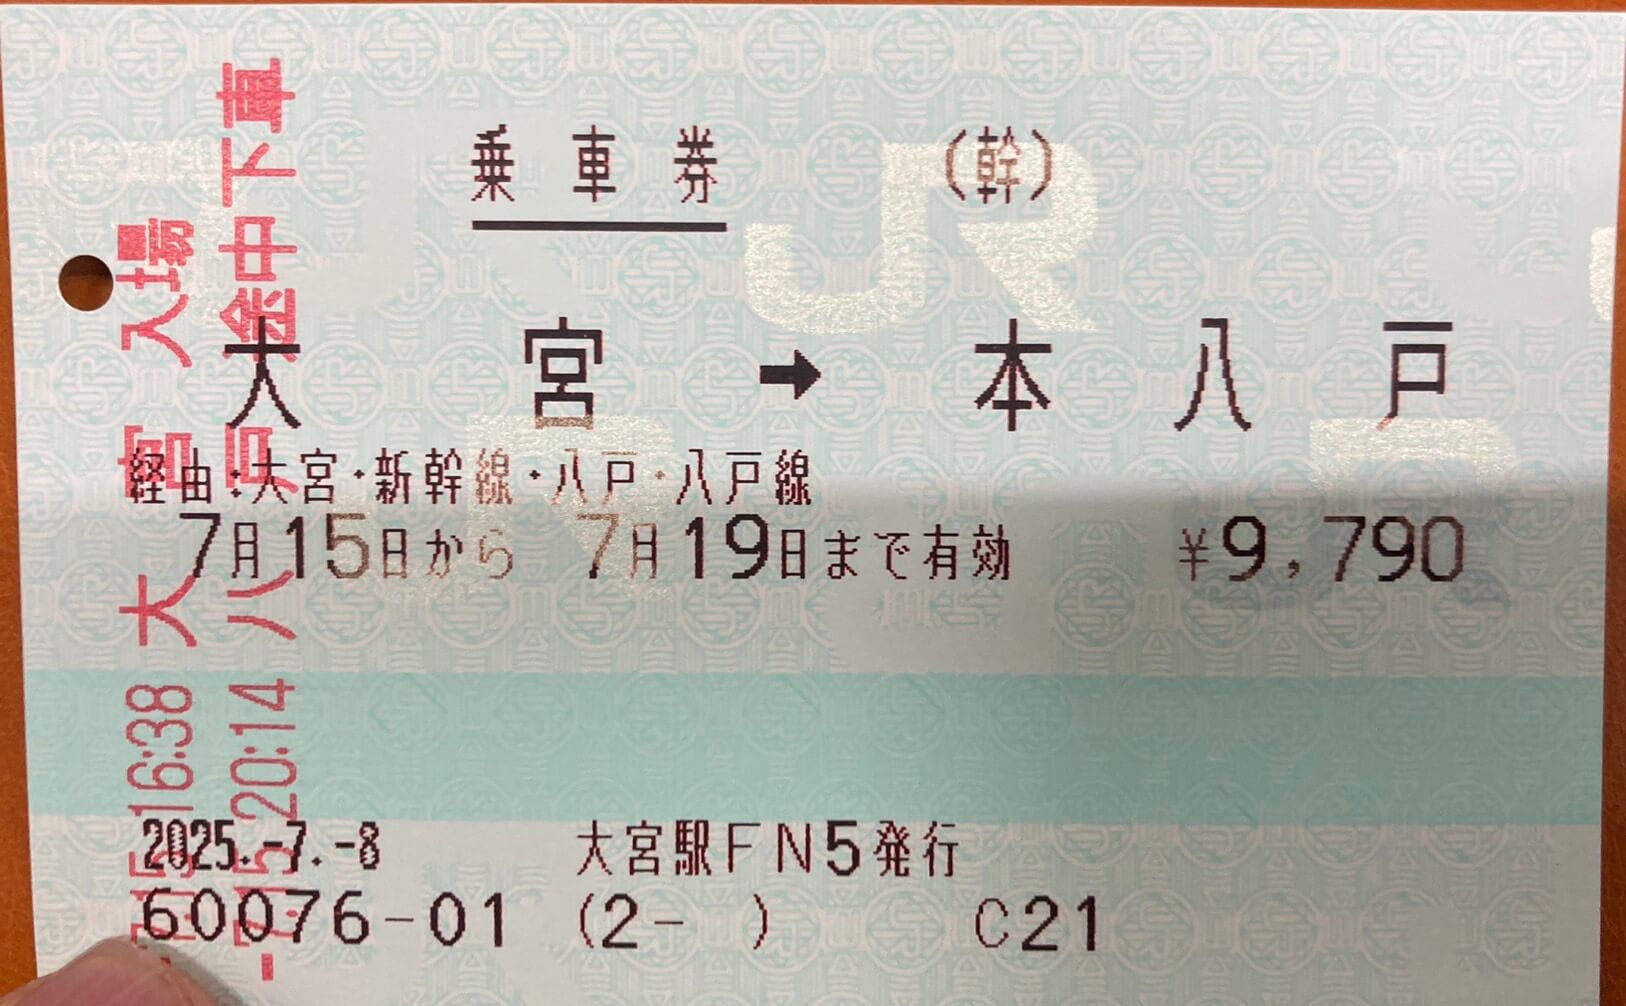 乗車券 (幹)
大宮 ➡ 本八戸
経由:大宮・新幹線・八戸・八戸線
7月15日から 7月19日まで有効 ¥9,790
2025.-7.-8 大宮駅FN5発行
60076-01 (2- ) C21
16:38 大宮 入場
20:14 八戸 途中下車
JR